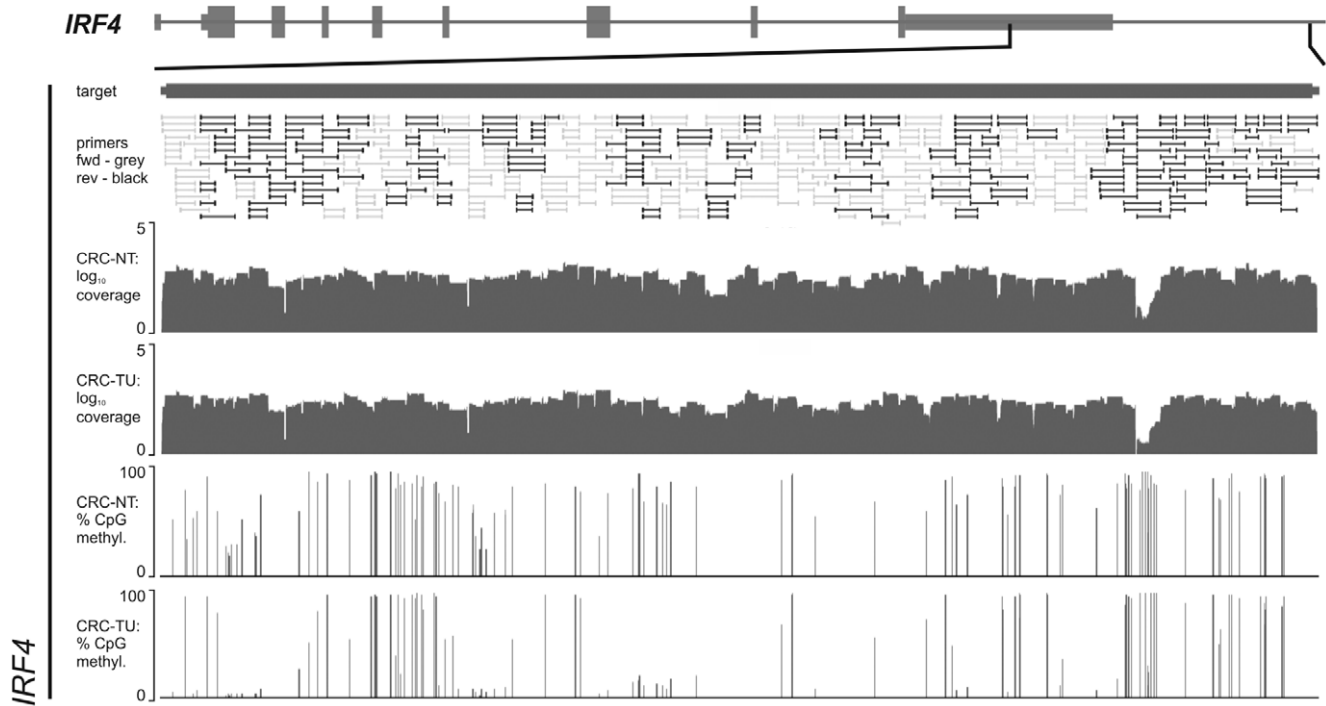 IRF4
target
primers
fwd - grey
rev - black
5
CRC-NT:
log₁₀
coverage
0
5
CRC-TU:
log₁₀
coverage
0
100
CRC-NT:
% CpG
methyl.
0
100
CRC-TU:
% CpG
methyl.
0
IRF4